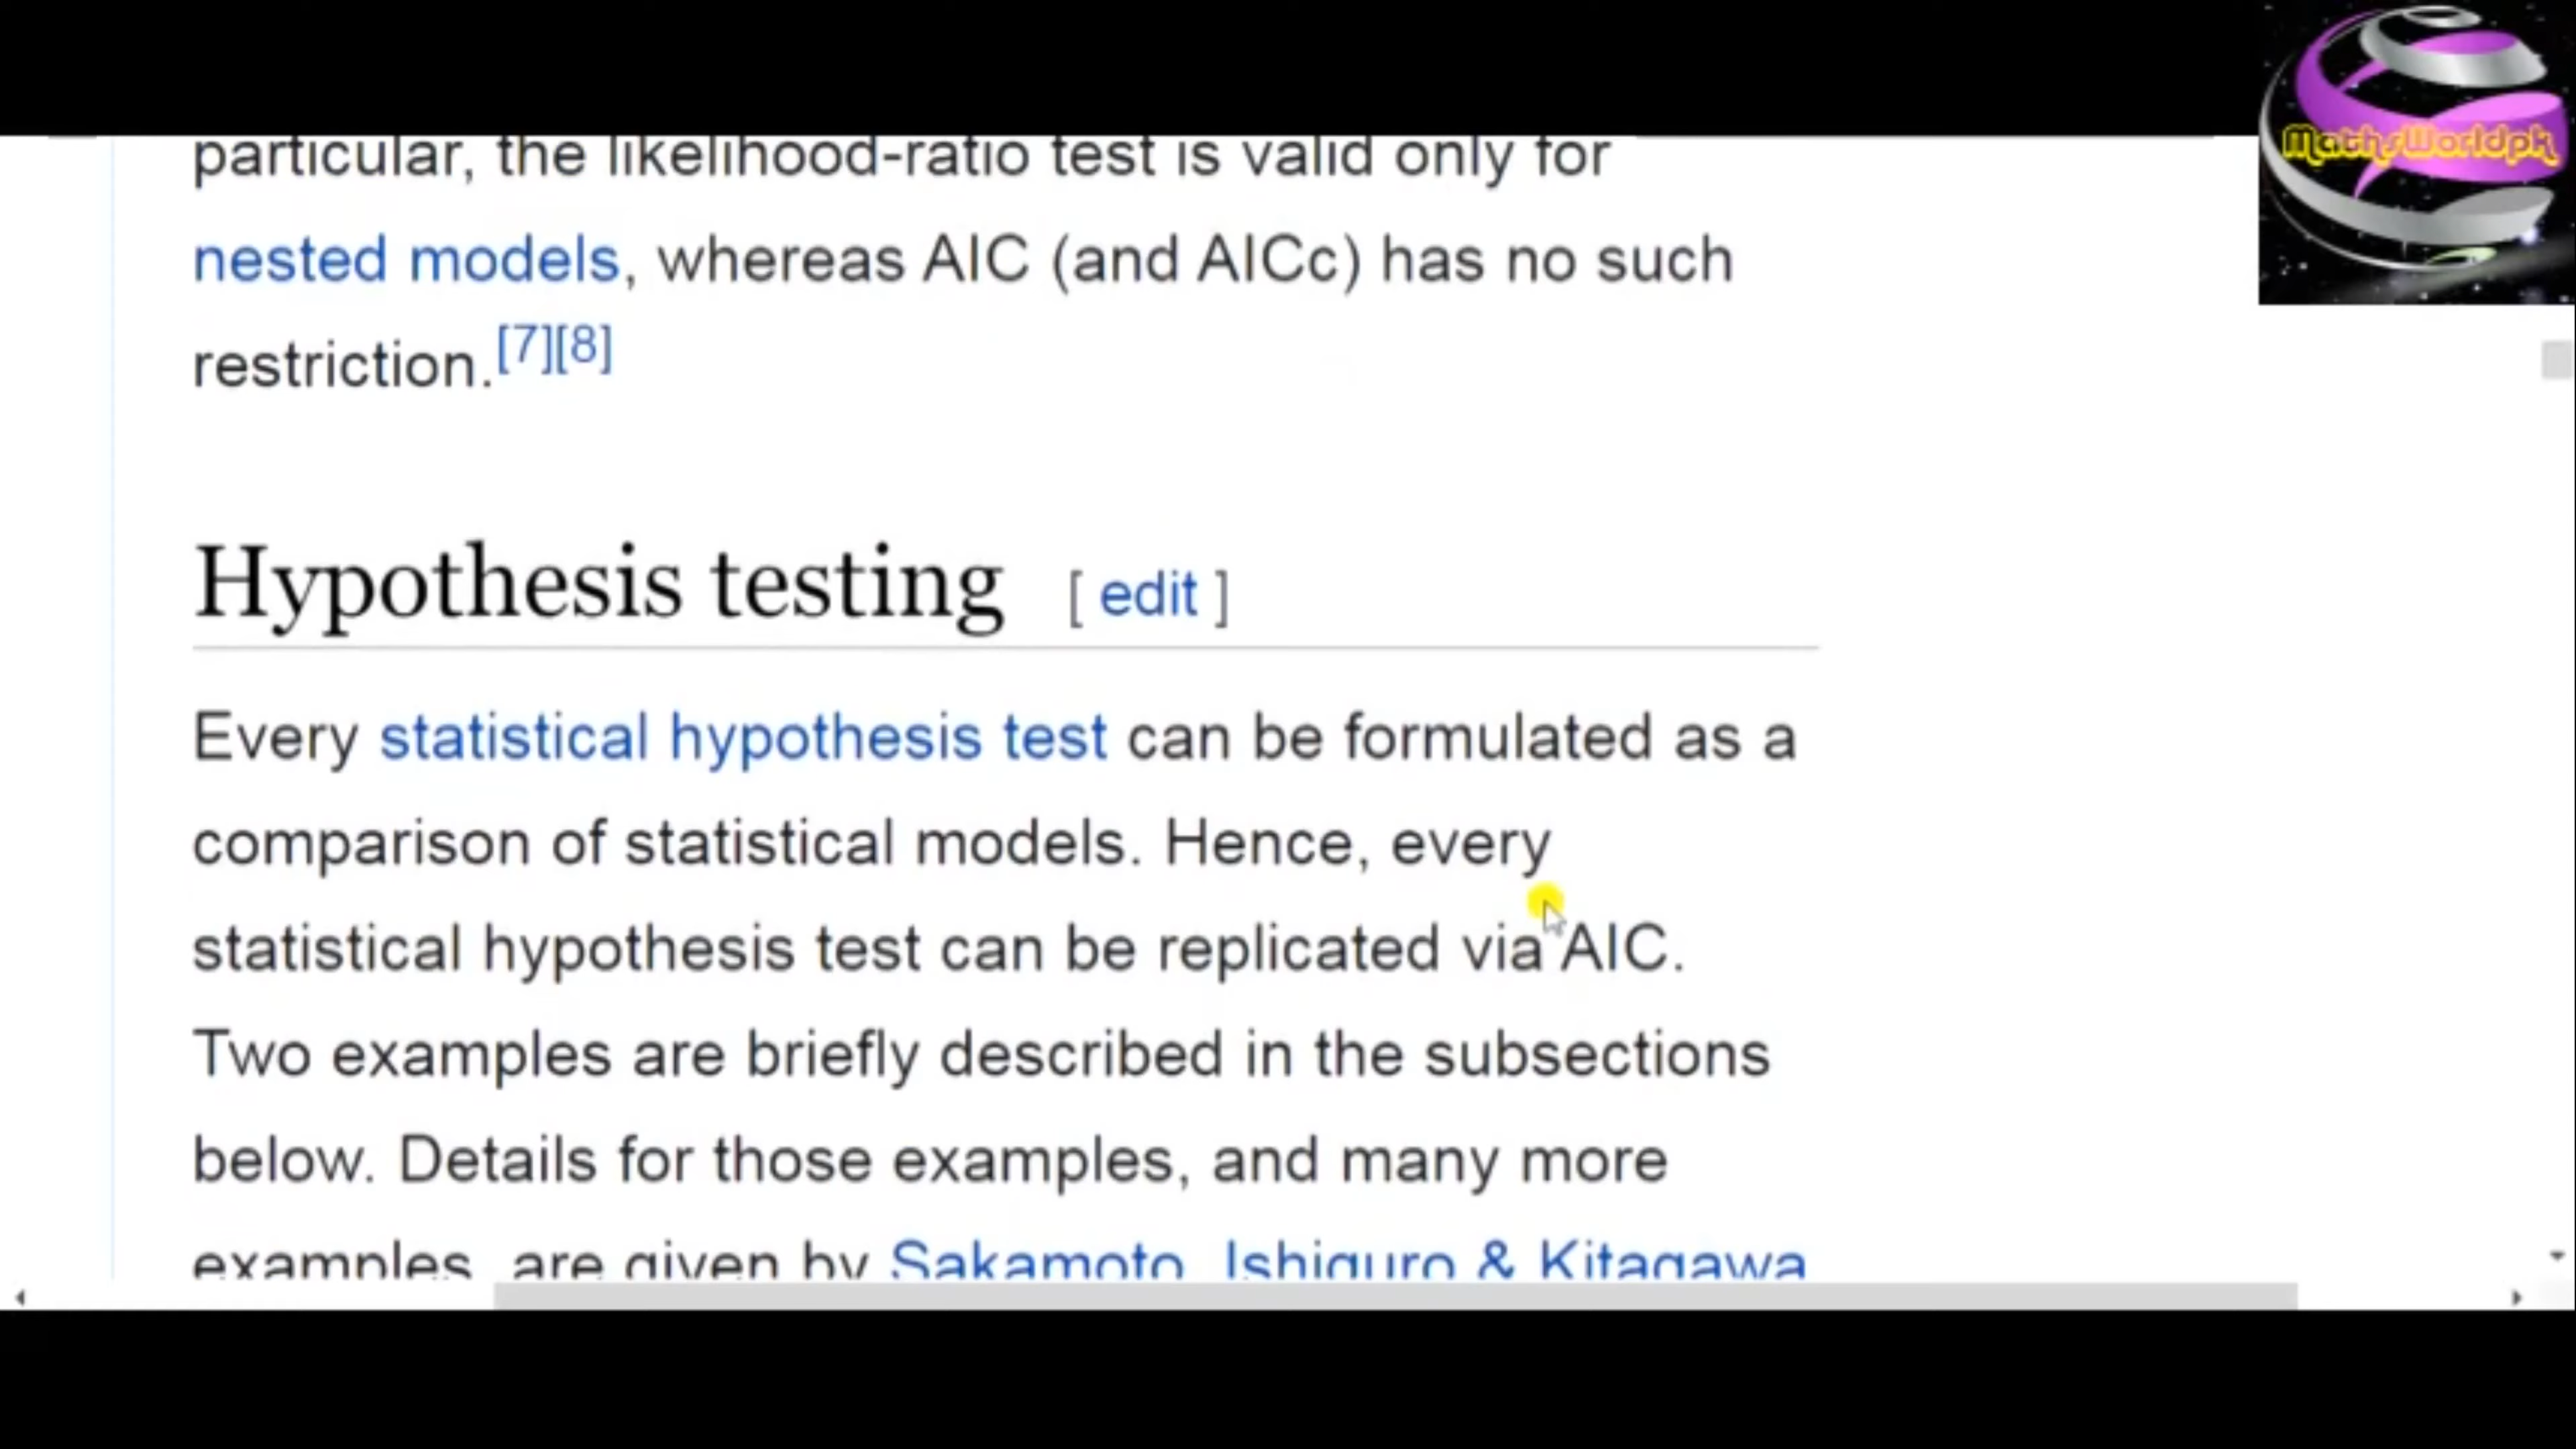 MathsWorldpk
particular, the likelihood-ratio test is valid only for
nested models, whereas AIC (and AICc) has no such
restriction.[7][8]
Hypothesis testing [ edit ]
Every statistical hypothesis test can be formulated as a
comparison of statistical models. Hence, every
statistical hypothesis test can be replicated via AIC.
Two examples are briefly described in the subsections
below. Details for those examples, and many more
examples, are given by Sakamoto, Ishiguro & Kitagawa